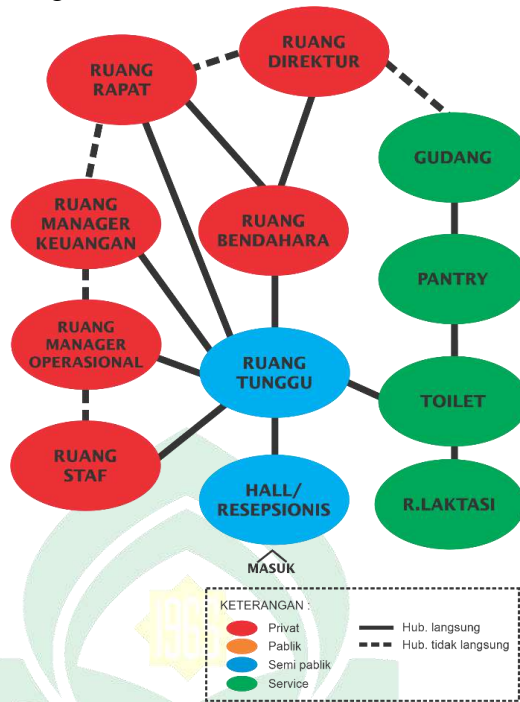 RUANG
DIREKTUR
RUANG
RAPAT
GUDANG
RUANG
MANAGER
KEUANGAN
RUANG
BENDAHARA
PANTRY
RUANG
MANAGER
OPERASIONAL
RUANG
TUNGGU
TOILET
RUANG
STAF
HALL/
RESEPSIONIS
R.LAKTASI
MASUK
KETERANGAN :
Privat
Pablik
Semi pablik
Service
Hub. langsung
Hub. tidak langsung